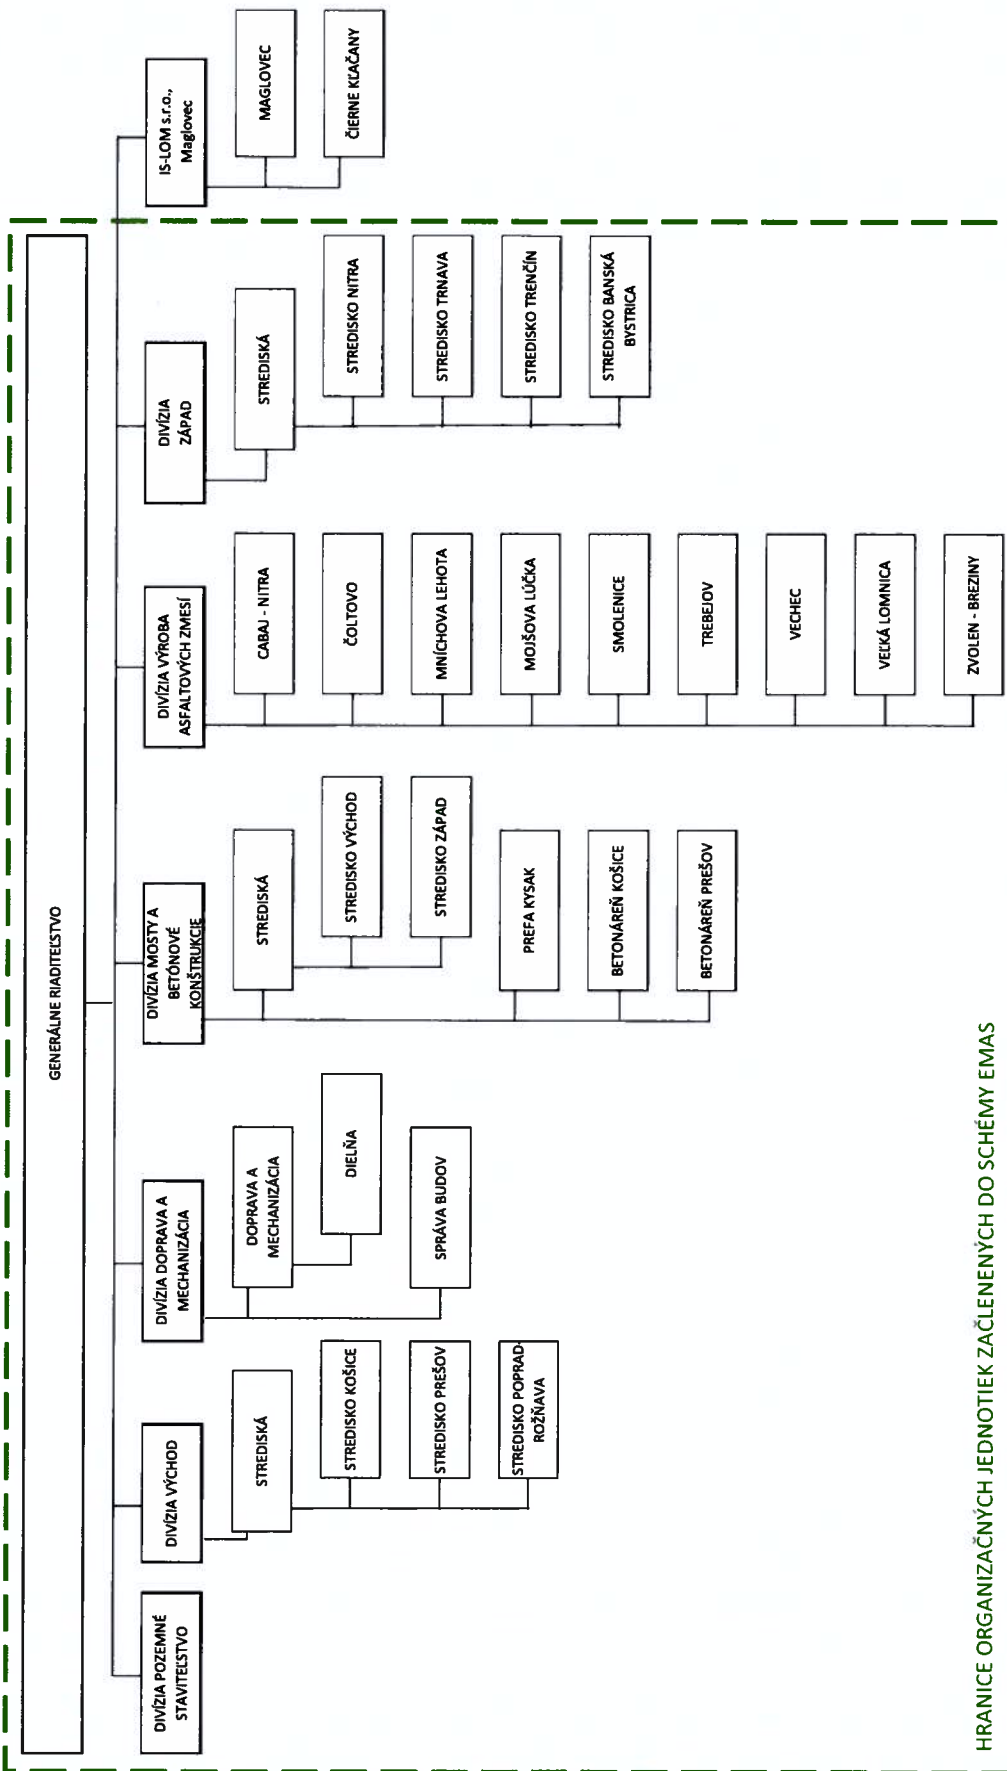 GENERÁLNE RIADITEĽSTVO
DIVÍZIA POZEMNÉ
STAVITEĽSTVO
DIVÍZIA VÝCHOD
STREDISKÁ
STREDISKO KOŠICE
STREDISKO PREŠOV
STREDISKO POPRAD-
ROŽŇAVA
DIVÍZIA DOPRAVA A
MECHANIZÁCIA
DOPRAVA A
MECHANIZÁCIA
DIELŇA
SPRÁVA BUDOV
DIVÍZIA MOSTY A
BETÓNOVÉ
KONŠTRUKCIE
STREDISKÁ
STREDISKO VÝCHOD
STREDISKO ZÁPAD
PREFA KYSAK
BETONÁREŇ KOŠICE
BETONÁREŇ PREŠOV
DIVÍZIA VÝROBA
ASFALTOVÝCH ZMESÍ
CABAJ - NITRA
ČOLTOVO
MNÍCHOVA LEHOTA
MOJŠOVA LÚČKA
SMOLENICE
TREBEJOV
VECHEC
VEĽKÁ LOMNICA
ZVOLEN - BREZINY
DIVÍZIA
ZÁPAD
STREDISKÁ
STREDISKO NITRA
STREDISKO TRNAVA
STREDISKO TRENČÍN
STREDISKO BANSKÁ
BYSTRICA
IS-LOM s.r.o.,
Maglovec
MAGLOVEC
ČIERNE KĽAČANY
HRANICE ORGANIZAČNÝCH JEDNOTIEK ZAČLENENÝCH DO SCHÉMY EMAS